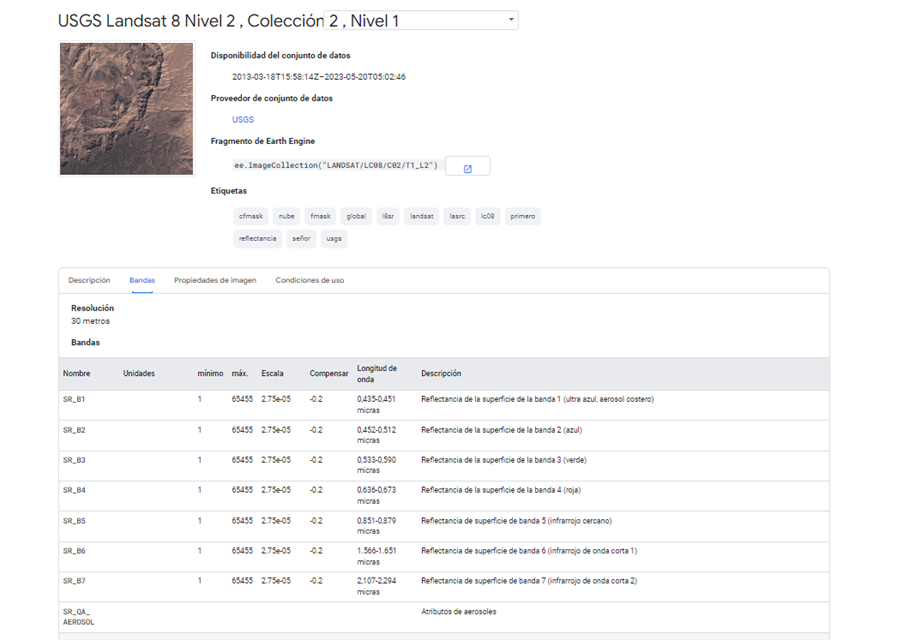 USGS Landsat 8 Nivel 2 , Colección 2 , Nivel 1
Disponibilidad del conjunto de datos
2013-03-18T15:58:14Z–2023-05-20T05:02:46
Proveedor de conjunto de datos
USGS
Fragmento de Earth Engine
ee.ImageCollection("LANDSAT/LC08/C02/T1_L2")
Etiquetas
cfmask nube fmask global l8sr landsat lasrc lc08 primero
reflectancia señor usgs
Descripción Bandas Propiedades de imagen Condiciones de uso
Resolución
30 metros
Bandas
Nombre Unidades mínimo máx. Escala Compensar Longitud de onda Descripción
SR_B1 1 65455 2.75e-05 -0.2 0,435-0,451 micras Reflectancia de la superficie de la banda 1 (ultra azul, aerosol costero)
SR_B2 1 65455 2.75e-05 -0.2 0,452-0,512 micras Reflectancia de la superficie de la banda 2 (azul)
SR_B3 1 65455 2.75e-05 -0.2 0,533-0,590 micras Reflectancia de la superficie de la banda 3 (verde)
SR_B4 1 65455 2.75e-05 -0.2 0,636-0,673 micras Reflectancia de la superficie de la banda 4 (roja)
SR_B5 1 65455 2.75e-05 -0.2 0,851-0,879 micras Reflectancia de superficie de banda 5 (infrarrojo cercano)
SR_B6 1 65455 2.75e-05 -0.2 1.566-1.651 micras Reflectancia de superficie de banda 6 (infrarrojo de onda corta 1)
SR_B7 1 65455 2.75e-05 -0.2 2,107-2,294 micras Reflectancia de superficie de banda 7 (infrarrojo de onda corta 2)
SR_QA_AEROSOL Atributos de aerosoles